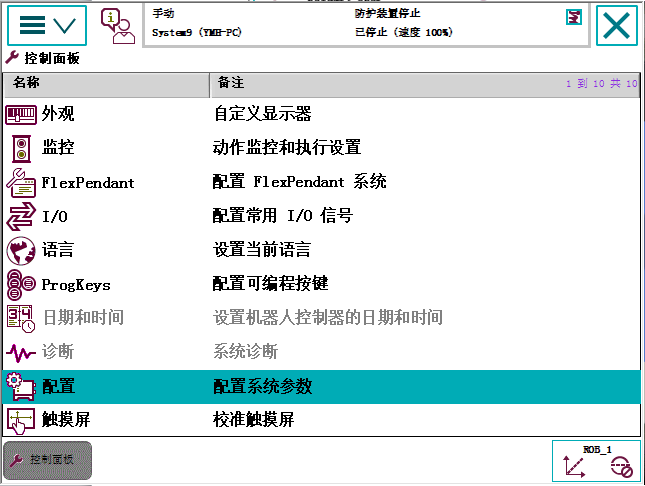 手动 防护装置停止
System9 (YMH-PC) 已停止 (速度 100%)
控制面板
名称 备注 1 到 10 共 10
外观 自定义显示器
监控 动作监控和执行设置
FlexPendant 配置 FlexPendant 系统
I/O 配置常用 I/O 信号
语言 设置当前语言
ProgKeys 配置可编程按键
日期和时间 设置机器人控制器的日期和时间
诊断 系统诊断
配置 配置系统参数
触摸屏 校准触摸屏
控制面板 ROB_1